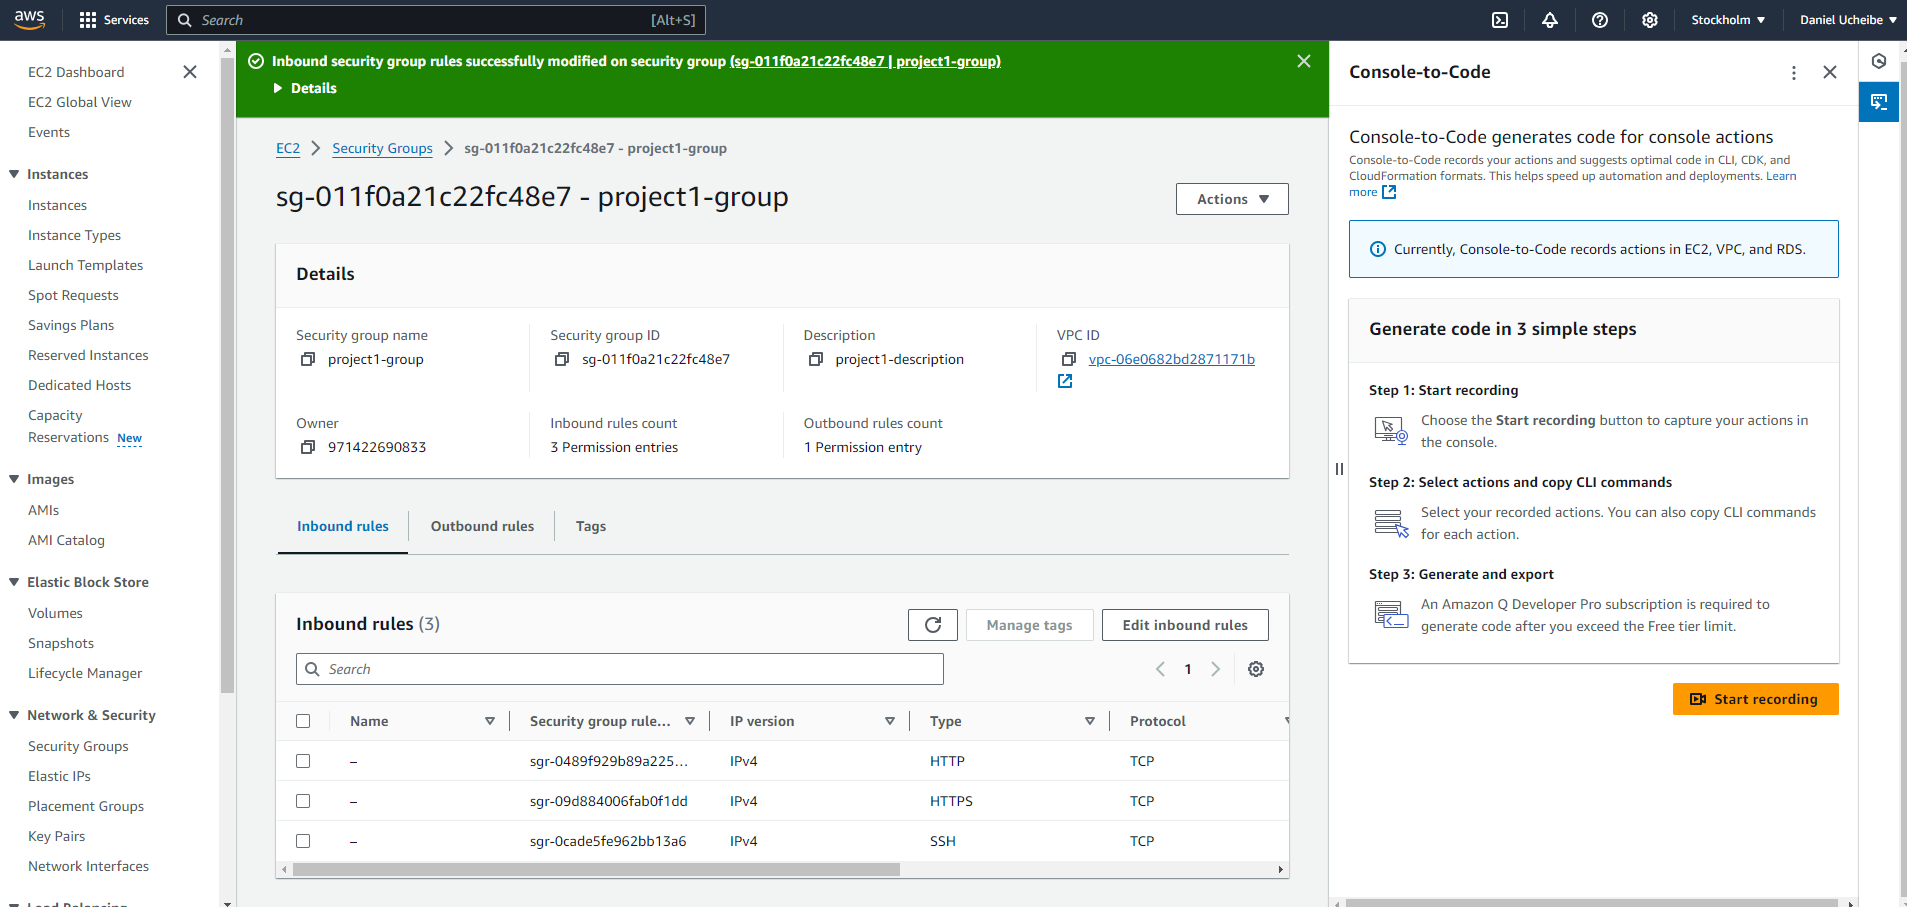 aws
Services
Search [Alt+S]
Stockholm
Daniel Ucheibe
EC2 Dashboard
EC2 Global View
Events
Instances
Instances
Instance Types
Launch Templates
Spot Requests
Savings Plans
Reserved Instances
Dedicated Hosts
Capacity
Reservations New
Images
AMIs
AMI Catalog
Elastic Block Store
Volumes
Snapshots
Lifecycle Manager
Network & Security
Security Groups
Elastic IPs
Placement Groups
Key Pairs
Network Interfaces
Load Balancing
Inbound security group rules successfully modified on security group (sg-011f0a21c22fc48e7 | project1-group)
Details
EC2 > Security Groups > sg-011f0a21c22fc48e7 - project1-group
sg-011f0a21c22fc48e7 - project1-group
Actions
Details
Security group name
project1-group
Security group ID
sg-011f0a21c22fc48e7
Description
project1-description
VPC ID
vpc-06e0682bd2871171b
Owner
971422690833
Inbound rules count
3 Permission entries
Outbound rules count
1 Permission entry
Inbound rules
Outbound rules
Tags
Inbound rules (3)
Manage tags
Edit inbound rules
Search
1
Name Security group rule... IP version Type Protocol
– sgr-0489f929b89a225... IPv4 HTTP TCP
– sgr-09d884006fab0f1dd IPv4 HTTPS TCP
– sgr-0cade5fe962bb13a6 IPv4 SSH TCP
Console-to-Code
Console-to-Code generates code for console actions
Console-to-Code records your actions and suggests optimal code in CLI, CDK, and
CloudFormation formats. This helps speed up automation and deployments. Learn
more
Currently, Console-to-Code records actions in EC2, VPC, and RDS.
Generate code in 3 simple steps
Step 1: Start recording
Choose the Start recording button to capture your actions in
the console.
Step 2: Select actions and copy CLI commands
Select your recorded actions. You can also copy CLI commands
for each action.
Step 3: Generate and export
An Amazon Q Developer Pro subscription is required to
generate code after you exceed the Free tier limit.
Start recording